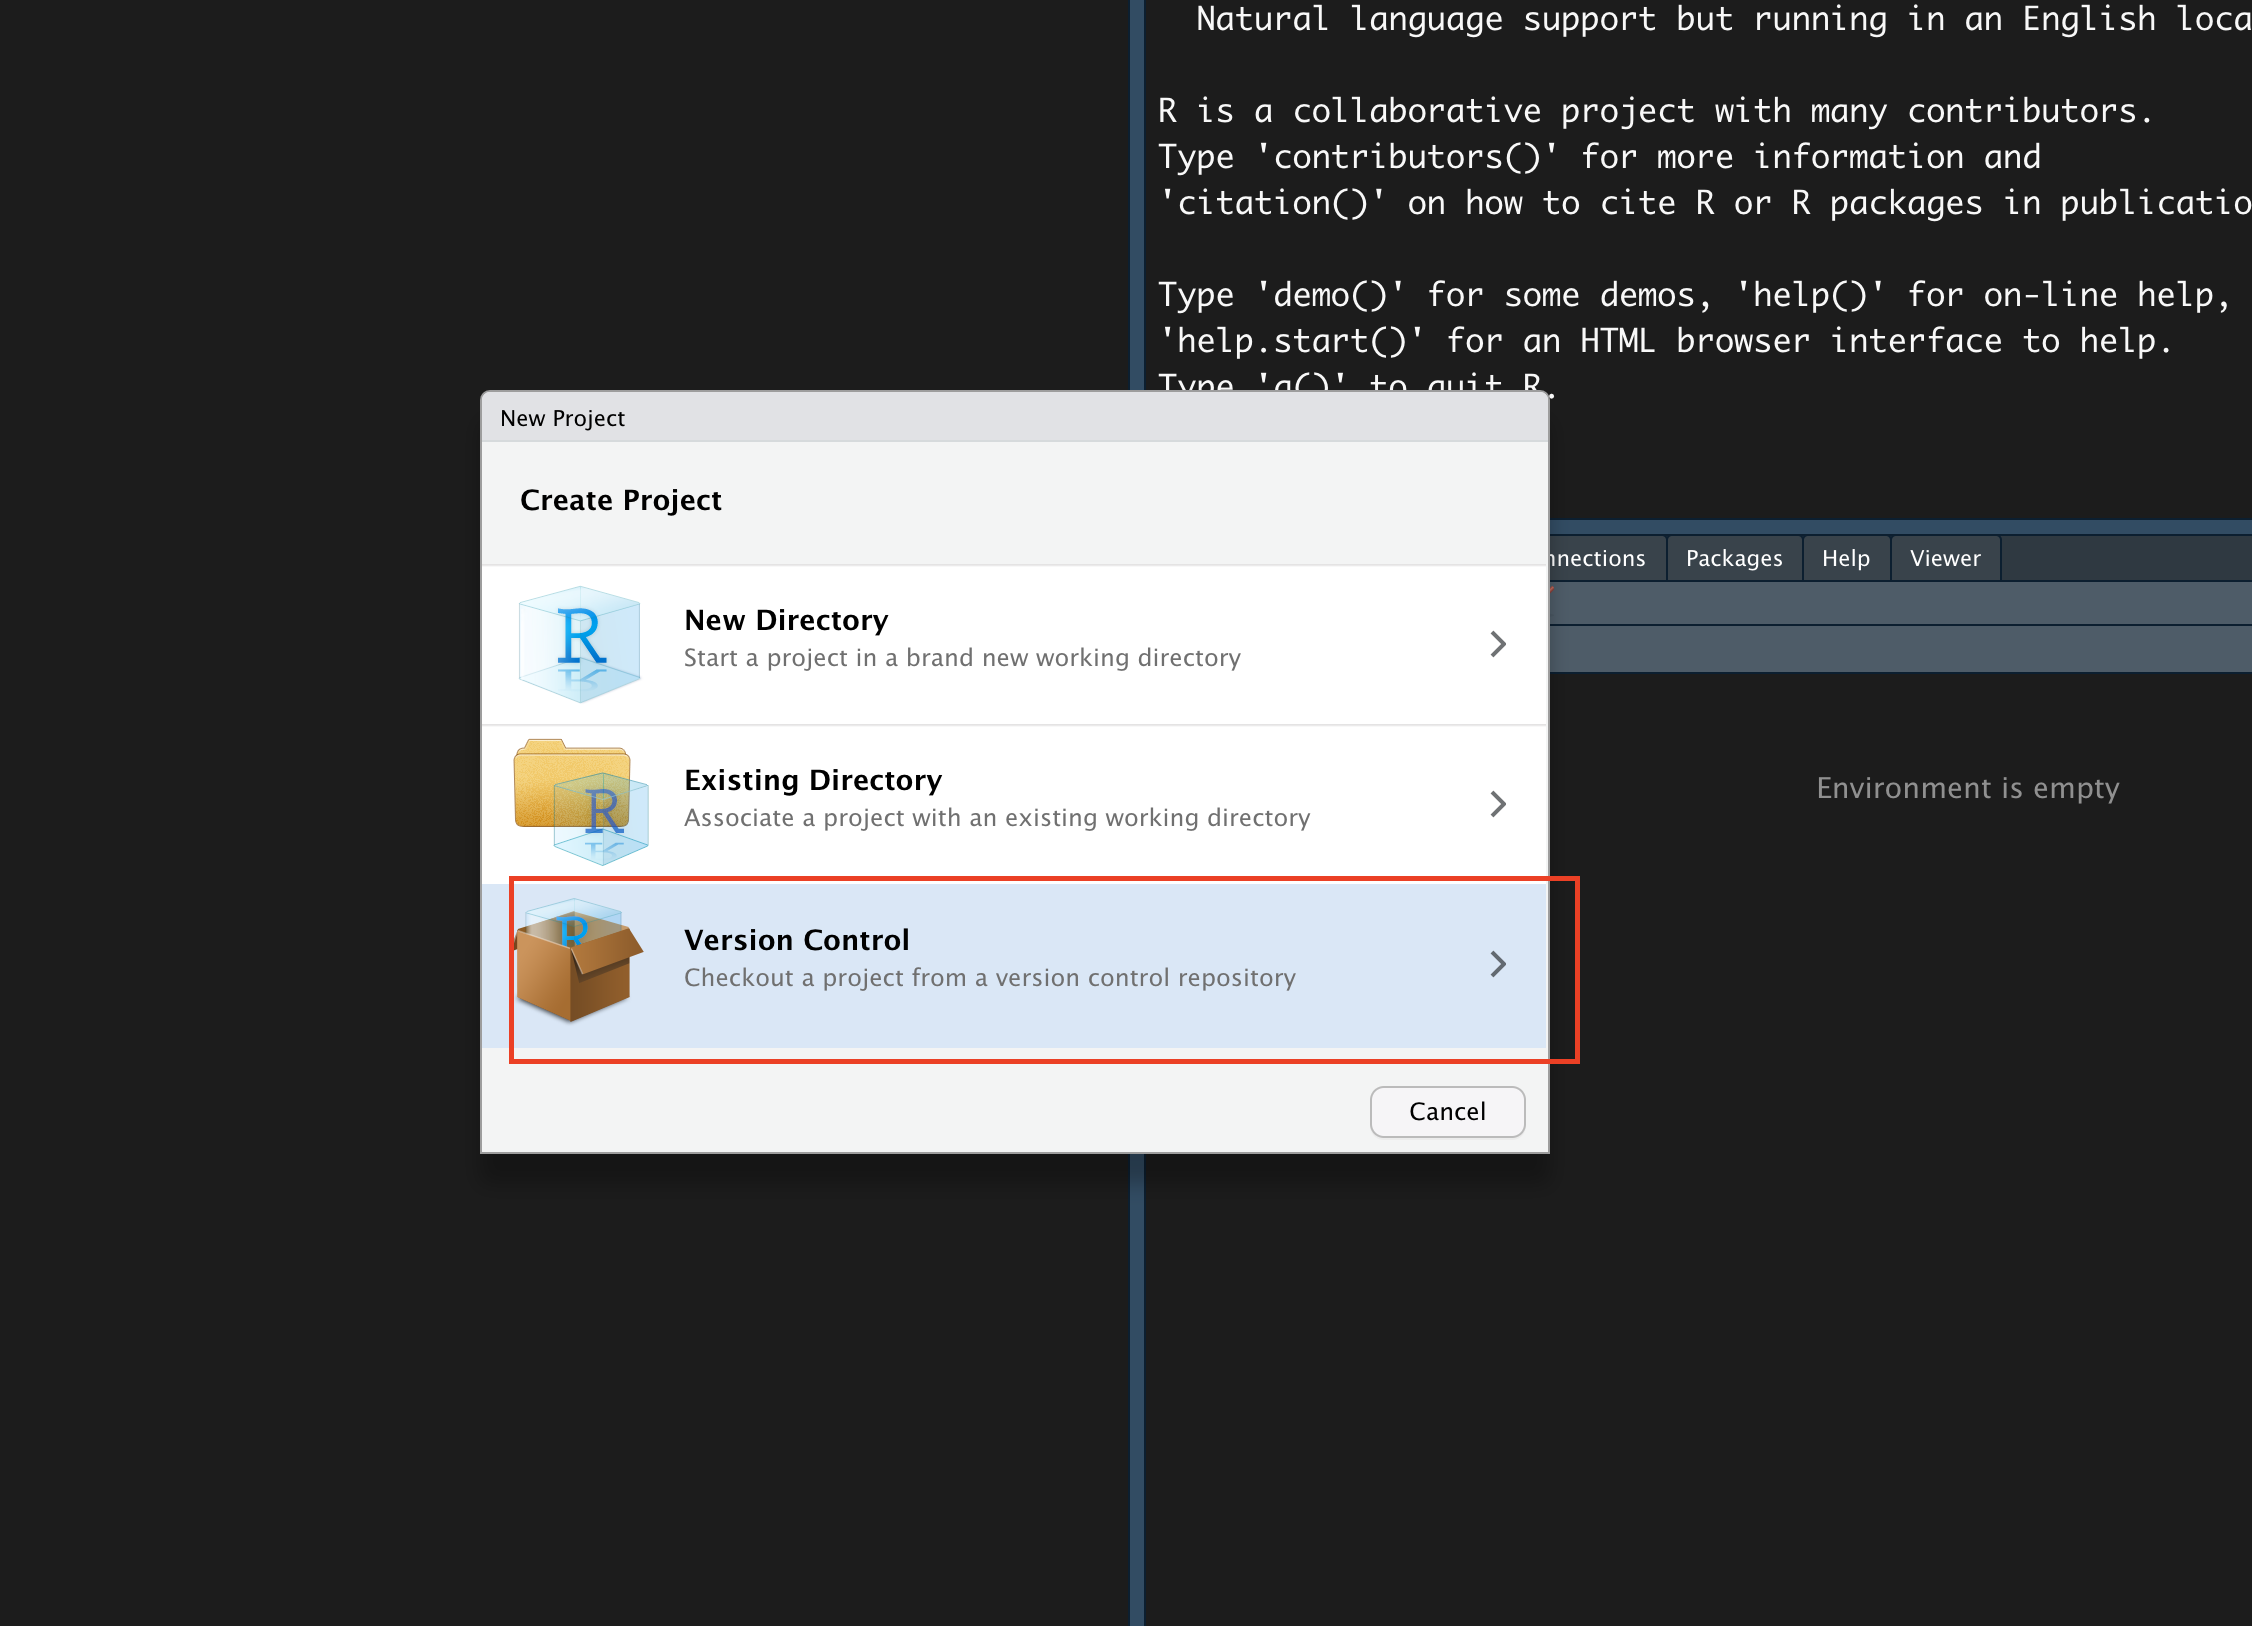 Natural language support but running in an English loca
R is a collaborative project with many contributors.
Type 'contributors()' for more information and
'citation()' on how to cite R or R packages in publicatio
Type 'demo()' for some demos, 'help()' for on-line help,
'help.start()' for an HTML browser interface to help.
Type 'q()' to quit R.
New Project
Create Project
New Directory
Start a project in a brand new working directory
Existing Directory
Associate a project with an existing working directory
Version Control
Checkout a project from a version control repository
Cancel
nnections Packages Help Viewer
Environment is empty